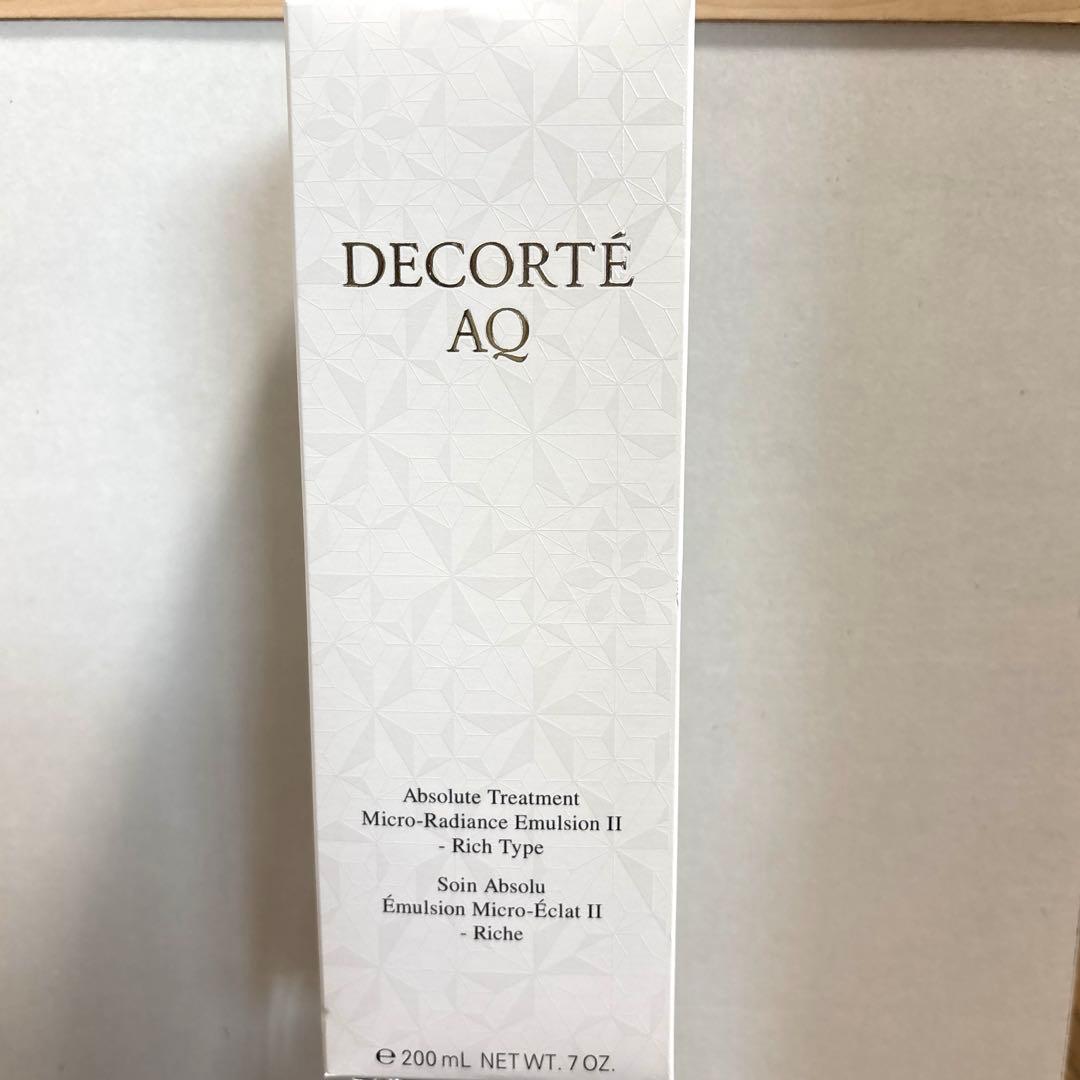 DECORTÉ
AQ
Absolute Treatment
Micro-Radiance Emulsion II
- Rich Type
Soin Absolu
Émulsion Micro-Éclat II
- Riche
℮ 200 mL NET WT. 7 OZ.